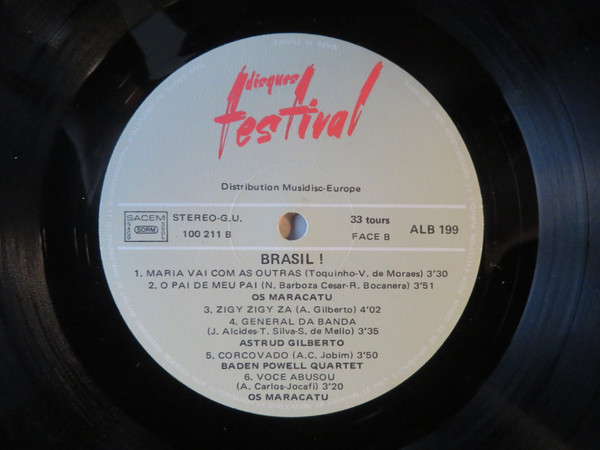 disques
festival
Distribution Musidisc-Europe
SACEM
SACD SDRM SGDL
STEREO-G.U.
100 211 B
33 tours
FACE B
ALB 199
BRASIL !
1. MARIA VAI COM AS OUTRAS (Toquinho-V. de Moraes) 3'30
2. O PAI DE MEU PAI (N. Barboza Cesar-R. Bocanera) 3'51
OS MARACATU
3. ZIGY ZIGY ZA (A. Gilberto) 4'02
4. GENERAL DA BANDA
(J. Alcides-T. Silva-S. de Mello) 3'35
ASTRUD GILBERTO
5. CORCOVADO (A.C. Jobim) 3'50
BADEN POWELL QUARTET
6. VOCE ABUSOU
(A. Carlos-Jocafi) 3'20
OS MARACATU